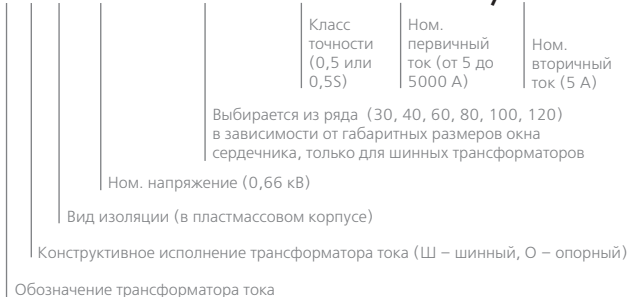 Класс
точности
(0,5 или
0,5S)
Ном.
первичный
ток (от 5 до
5000 А)
Ном.
вторичный
ток (5 А)
Выбирается из ряда (30, 40, 60, 80, 100, 120)
в зависимости от габаритных размеров окна
сердечника, только для шинных трансформаторов
Ном. напряжение (0,66 кВ)
Вид изоляции (в пластмассовом корпусе)
Конструктивное исполнение трансформатора тока (Ш – шинный, О – опорный)
Обозначение трансформатора тока